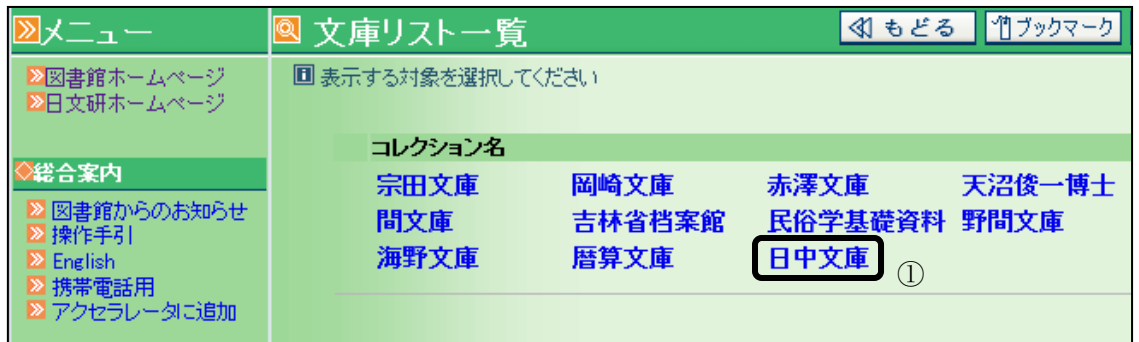 メニュー
文庫リスト一覧
もどる
ブックマーク
図書館ホームページ
日文研ホームページ
総合案内
図書館からのお知らせ
操作手引
English
携帯電話用
アクセラレータに追加
表示する対象を選択してください
コレクション名
宗田文庫 岡崎文庫 赤澤文庫 天沼俊一博士
間文庫 吉林省档案館 民俗学基礎資料 野間文庫
海野文庫 暦算文庫 日中文庫 ①